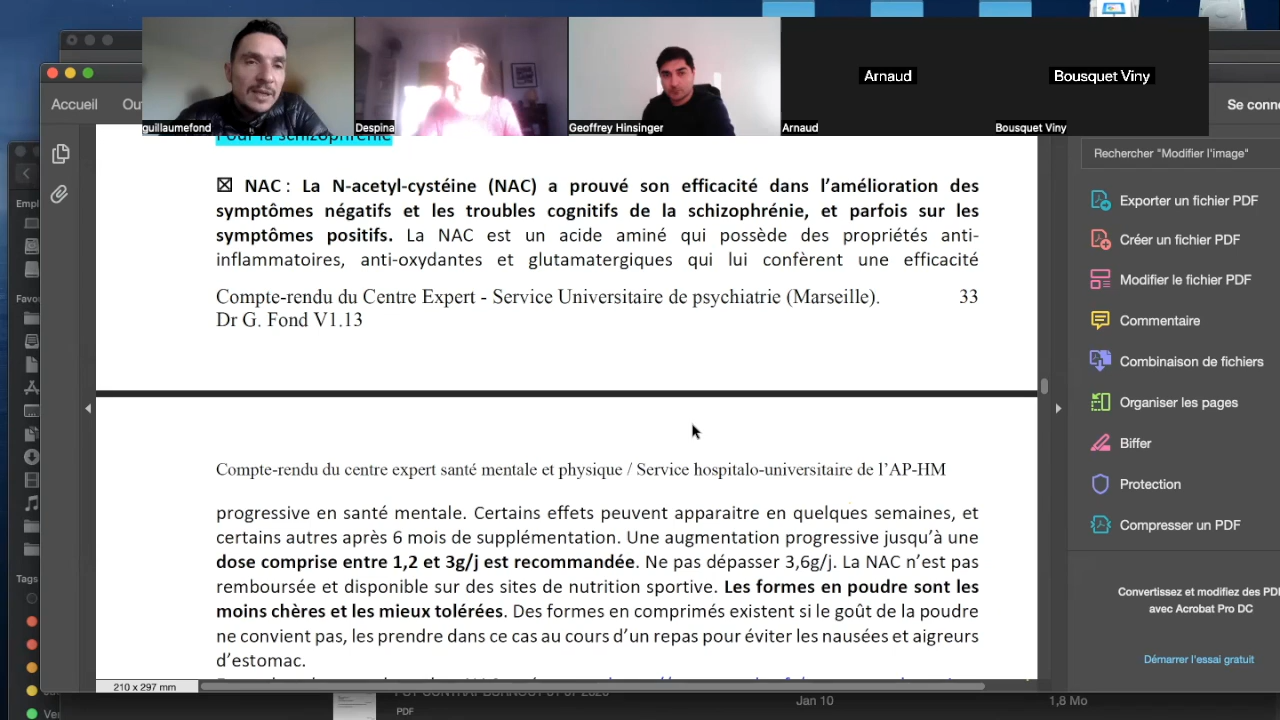 Arnaud
Bousquet Viny
guillaumefond
Despina
Geoffrey Hinsinger
Arnaud
Bousquet Viny
Accueil
Se conne
Pour la schizophrénie
☒ NAC : La N-acetyl-cystéine (NAC) a prouvé son efficacité dans l'amélioration des
symptômes négatifs et les troubles cognitifs de la schizophrénie, et parfois sur les
symptômes positifs. La NAC est un acide aminé qui possède des propriétés anti-
inflammatoires, anti-oxydantes et glutamatergiques qui lui confèrent une efficacité
Compte-rendu du Centre Expert - Service Universitaire de psychiatrie (Marseille). 33
Dr G. Fond V1.13
Compte-rendu du centre expert santé mentale et physique / Service hospitalo-universitaire de l'AP-HM
progressive en santé mentale. Certains effets peuvent apparaitre en quelques semaines, et
certains autres après 6 mois de supplémentation. Une augmentation progressive jusqu'à une
dose comprise entre 1,2 et 3g/j est recommandée. Ne pas dépasser 3,6g/j. La NAC n'est pas
remboursée et disponible sur des sites de nutrition sportive. Les formes en poudre sont les
moins chères et les mieux tolérées. Des formes en comprimés existent si le goût de la poudre
ne convient pas, les prendre dans ce cas au cours d'un repas pour éviter les nausées et aigreurs
d'estomac.
210 x 297 mm
Rechercher "Modifier l'image"
Exporter un fichier PDF
Créer un fichier PDF
Modifier le fichier PDF
Commentaire
Combinaison de fichiers
Organiser les pages
Biffer
Protection
Compresser un PDF
Convertissez et modifiez des PDF
avec Acrobat Pro DC
Démarrer l'essai gratuit
Empl
Favou
Tags
PDF
Jan 10
1,8 Mo